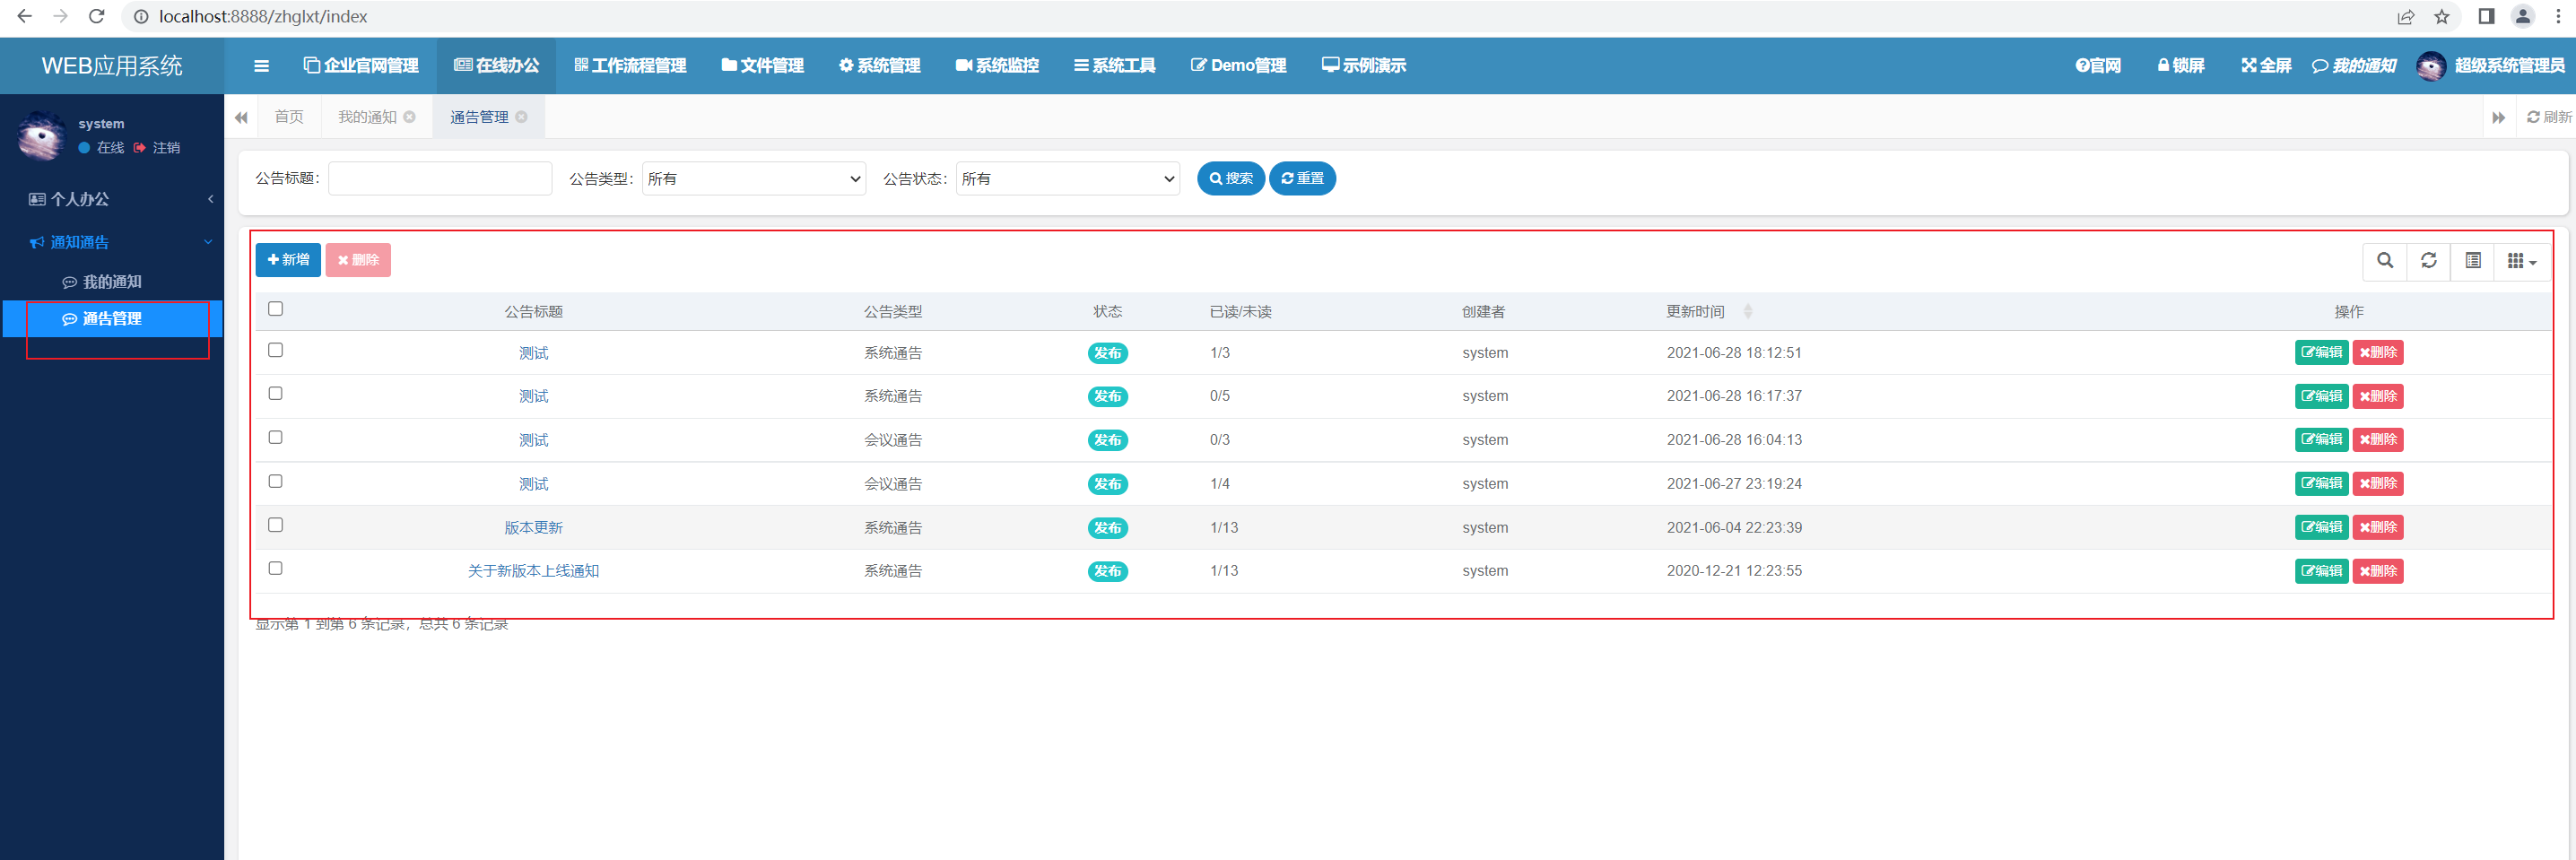 localhost:8888/zhglxt/index
WEB应用系统 企业官网管理 在线办公 工作流程管理 文件管理 系统管理 系统监控 系统工具 Demo管理 示例演示 官网 锁屏 全屏 我的通知 超级系统管理员
首页 我的通知 通告管理 刷新
system
在线 注销
个人办公
通知通告
我的通知
通告管理
公告标题： 公告类型： 所有 公告状态： 所有 搜索 重置
新增 删除
公告标题 公告类型 状态 已读/未读 创建者 更新时间 操作
测试 系统通告 发布 1/3 system 2021-06-28 18:12:51 编辑 删除
测试 系统通告 发布 0/5 system 2021-06-28 16:17:37 编辑 删除
测试 会议通告 发布 0/3 system 2021-06-28 16:04:13 编辑 删除
测试 会议通告 发布 1/4 system 2021-06-27 23:19:24 编辑 删除
版本更新 系统通告 发布 1/13 system 2021-06-04 22:23:39 编辑 删除
关于新版本上线通知 系统通告 发布 1/13 system 2020-12-21 12:23:55 编辑 删除
显示第 1 到第 6 条记录，总共 6 条记录